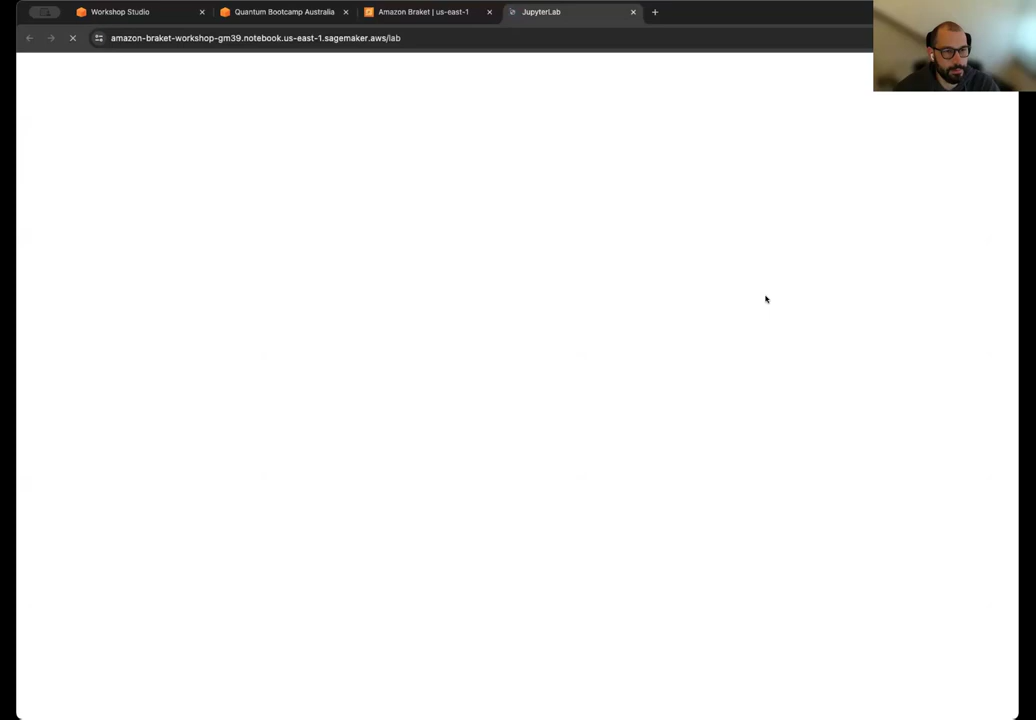 Workshop Studio
Quantum Bootcamp Australia
Amazon Braket | us-east-1
JupyterLab
amazon-braket-workshop-gm39.notebook.us-east-1.sagemaker.aws/lab